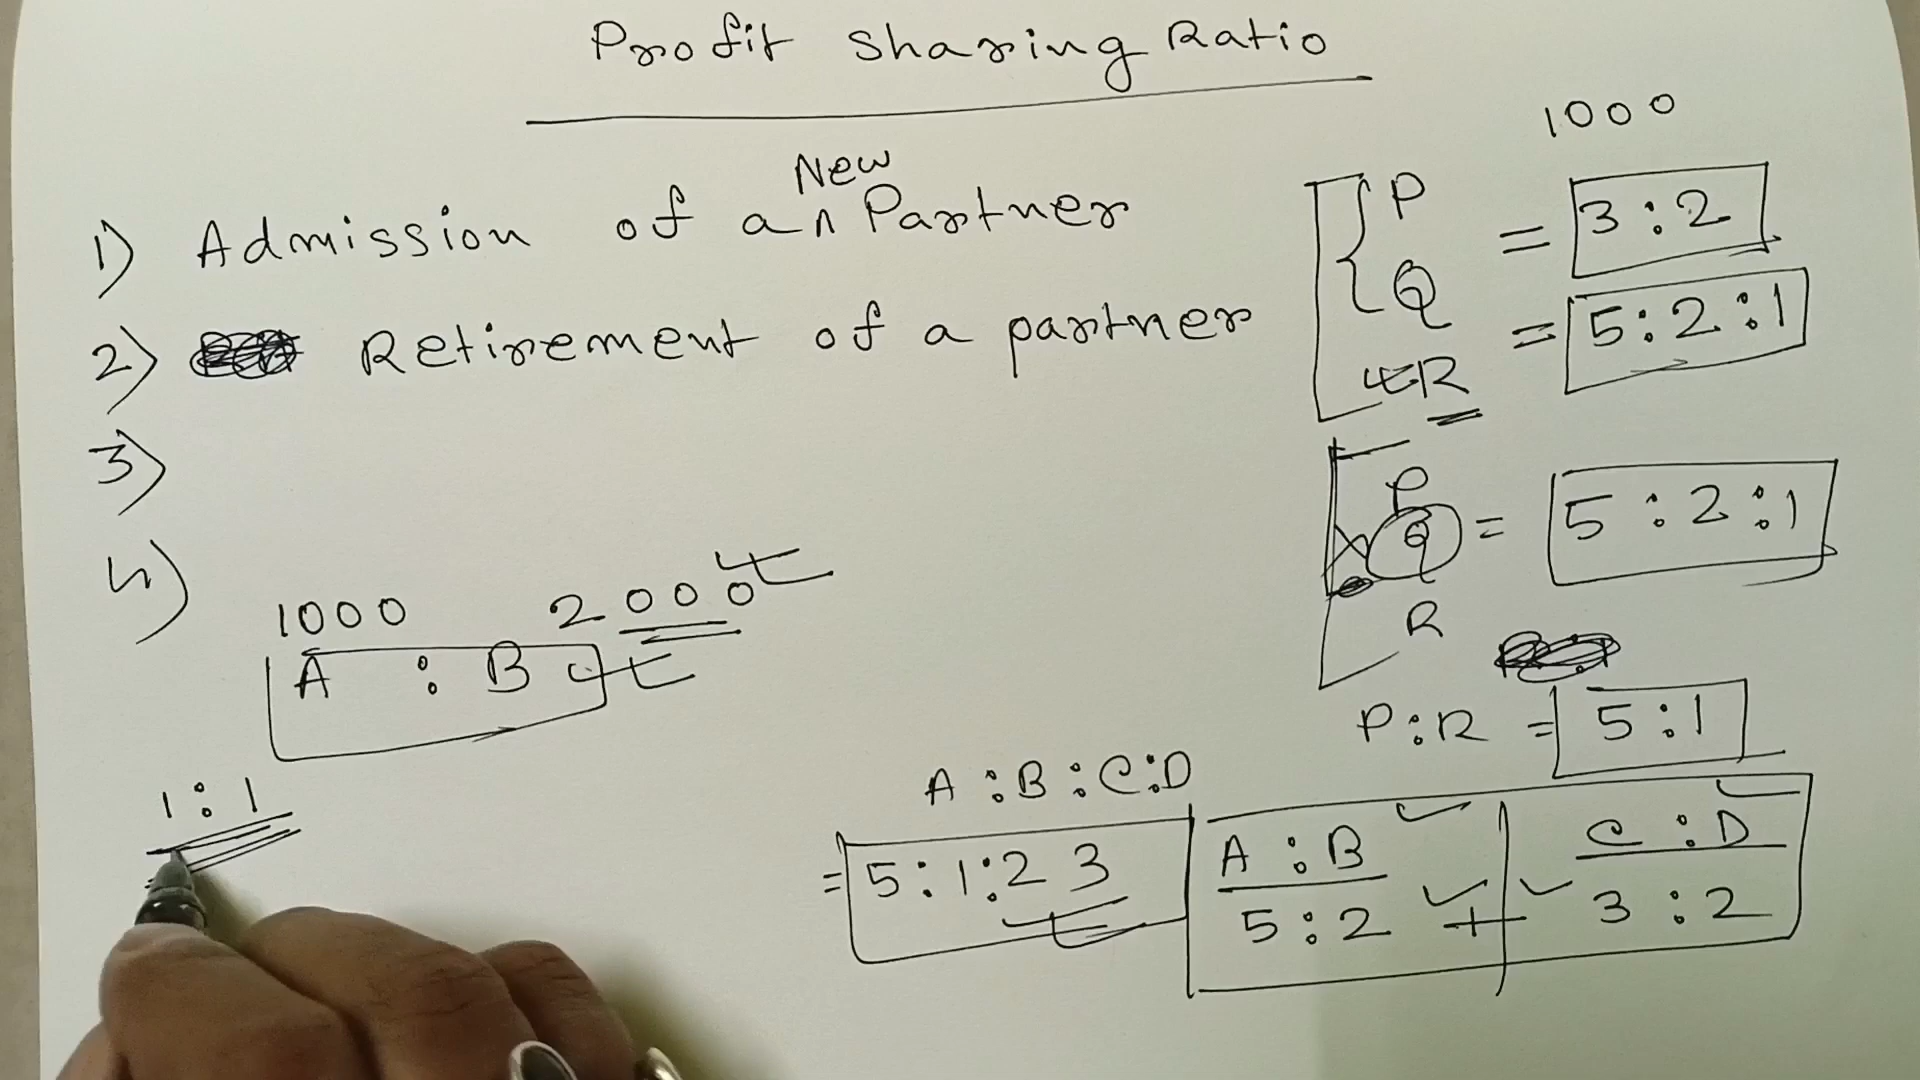 Profit sharing Ratio
1) Admission of a New Partner
2) Retirement of a partner
3)
4)
1000
P
Q = 3:2
R = 5:2:1
P
Q = 5:2:1
R
P:R = 5:1
1000 2000
A : B
1:1
A:B:C:D
= 5:1:2 3
A:B C:D
5:2 + 3:2